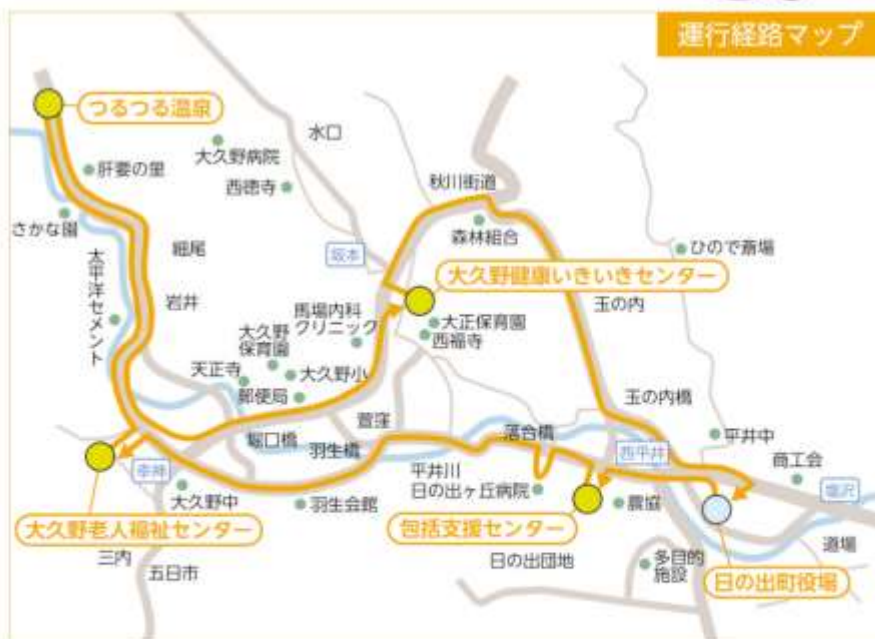 運行経路マップ
つるつる温泉
水口
大久野病院
肝要の里
西徳寺
秋川街道
さかな園
森林組合
細尾
坂本
ひので斎場
太平洋セメント
大久野健康いきいきセンター
岩井
馬場内科
クリニック
玉の内
大正保育園
西福寺
大久野
保育園
天正寺
大久野小
郵便局
玉の内橋
萱窪
堀口橋
羽生橋
落合橋
西平井
平井中
幸神
平井川
商工会
大久野中
羽生会館
日の出ヶ丘病院
農協
塩沢
大久野老人福祉センター
包括支援センター
道場
三内
五日市
日の出団地
多目的
施設
日の出町役場